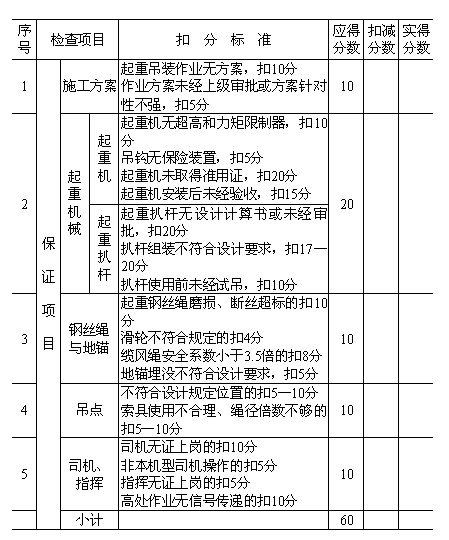 序号 检查项目 扣 分 标 准 应得分数 扣减分数 实得分数
保证项目
1 施工方案 10
起重吊装作业无方案，扣10分
作业方案未经上级审批或方案针对
性不强，扣5分
2 起重机械 20
起重机
起重机无超高和力矩限制器，扣10
分
吊钩无保险装置，扣5分
起重机未取得准用证，扣20分
起重机安装后未经验收，扣15分
起重扒杆
起重扒杆无设计计算书或未经审
批，扣20分
扒杆组装不符合设计要求，扣17—
20分
扒杆使用前未经试吊，扣10分
3 钢丝绳与地锚 10
起重钢丝绳磨损、断丝超标的扣10
分
滑轮不符合规定的扣4分
缆风绳安全系数小于3.5倍的扣8分
地锚埋没不符合设计要求，扣5分
4 吊点 10
不符合设计规定位置的扣5—10分
索具使用不合理、绳径倍数不够的
扣5—10分
5 司机、指挥 10
司机无证上岗的扣10分
非本机型司机操作的扣5分
指挥无证上岗的扣5分
高处作业无信号传递的扣10分
小计 60